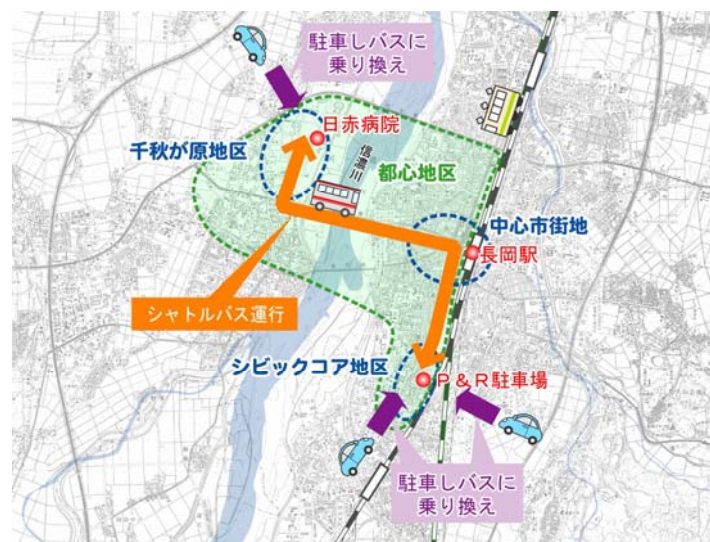 駐車しバスに
乗り換え
日赤病院
千秋が原地区
信濃川
都心地区
中心市街地
長岡駅
シャトルバス運行
シビックコア地区
P&R駐車場
駐車しバスに
乗り換え